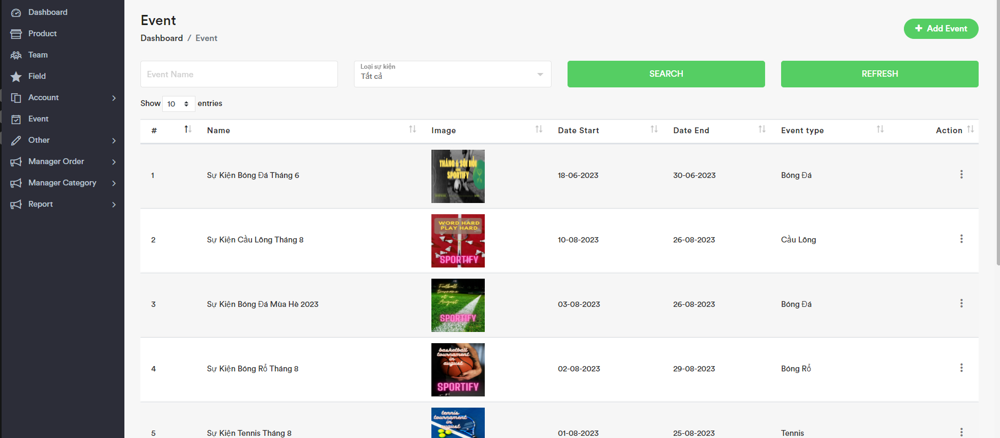 Dashboard
Product
Team
Field
Account
Event
Other
Manager Order
Manager Category
Report
Event
Dashboard / Event
+ Add Event
Event Name
Loại sự kiện
Tất cả
SEARCH
REFRESH
Show 10 entries
# Name Image Date Start Date End Event type Action
1 Sự Kiện Bóng Đá Tháng 6 18-06-2023 30-06-2023 Bóng Đá
THÁNG 6 SÔI NỔI
SPORTIFY
2 Sự Kiện Cầu Lông Tháng 8 10-08-2023 26-08-2023 Cầu Lông
WORD HARD
PLAY HARD
SPORTIFY
3 Sự Kiện Bóng Đá Mùa Hè 2023 03-08-2023 26-08-2023 Bóng Đá
Football
August
SPORTIFY
4 Sự Kiện Bóng Rổ Tháng 8 02-08-2023 29-08-2023 Bóng Rổ
basketball
tournament
in
august
SPORTIFY
5 Sự Kiện Tennis Tháng 8 01-08-2023 25-08-2023 Tennis
tennis
tournament
in
august